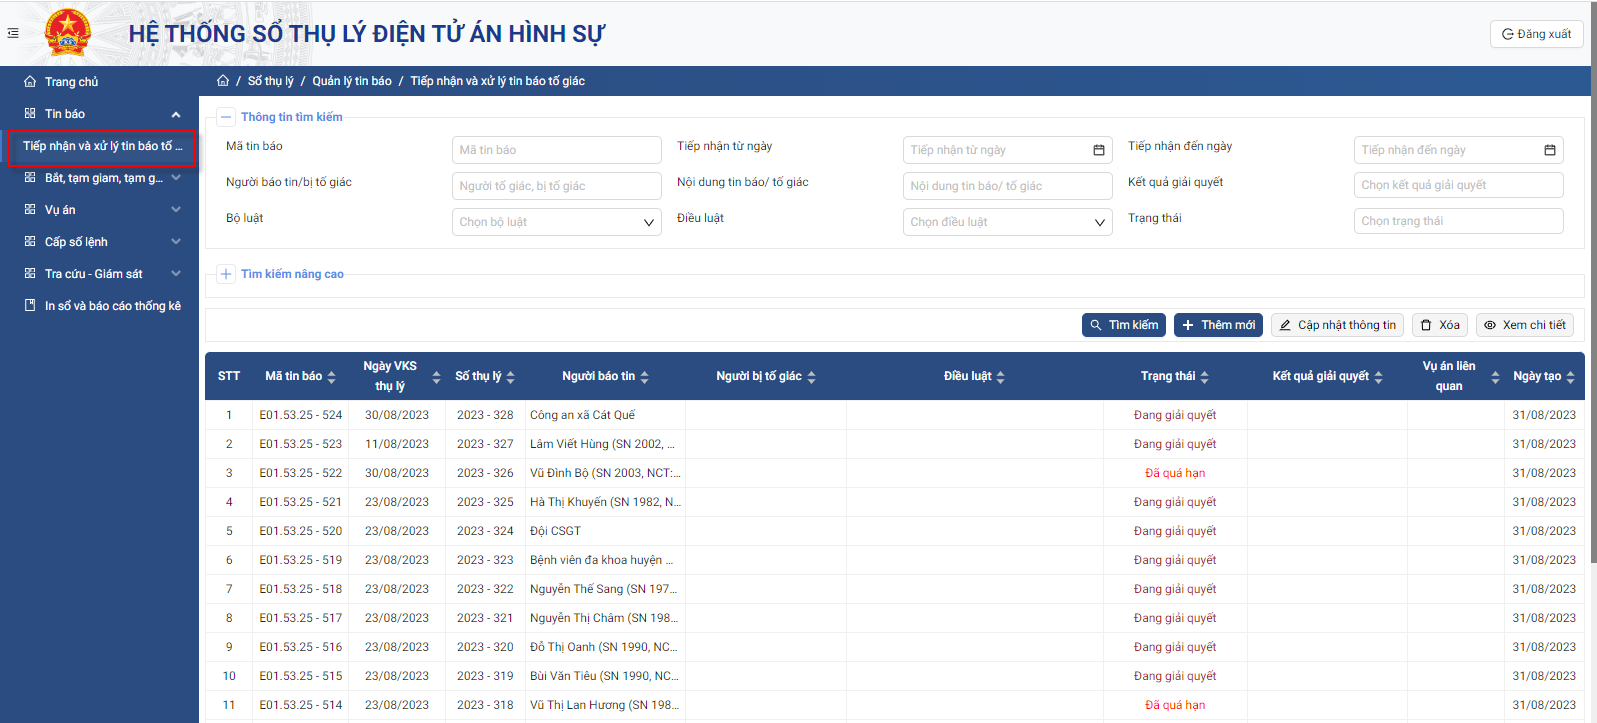 HỆ THỐNG SỔ THỤ LÝ ĐIỆN TỬ ÁN HÌNH SỰ
Đăng xuất
Trang chủ
Tin báo
Tiếp nhận và xử lý tin báo tố ...
Bắt, tạm giam, tạm g...
Vụ án
Cấp số lệnh
Tra cứu - Giám sát
In sổ và báo cáo thống kê
/ Sổ thụ lý / Quản lý tin báo / Tiếp nhận và xử lý tin báo tố giác
Thông tin tìm kiếm
Mã tin báo Mã tin báo Tiếp nhận từ ngày Tiếp nhận từ ngày Tiếp nhận đến ngày Tiếp nhận đến ngày
Người báo tin/bị tố giác Người tố giác, bị tố giác Nội dung tin báo/ tố giác Nội dung tin báo/ tố giác Kết quả giải quyết Chọn kết quả giải quyết
Bộ luật Chọn bộ luật Điều luật Chọn điều luật Trạng thái Chọn trạng thái
Tìm kiếm nâng cao
Tìm kiếm Thêm mới Cập nhật thông tin Xóa Xem chi tiết
STT Mã tin báo Ngày VKS thụ lý Số thụ lý Người báo tin Người bị tố giác Điều luật Trạng thái Kết quả giải quyết Vụ án liên quan Ngày tạo
1 E01.53.25 - 524 30/08/2023 2023 - 328 Công an xã Cát Quế Đang giải quyết 31/08/2023
2 E01.53.25 - 523 11/08/2023 2023 - 327 Lâm Viết Hùng (SN 2002, ... Đang giải quyết 31/08/2023
3 E01.53.25 - 522 30/08/2023 2023 - 326 Vũ Đình Bộ (SN 2003, NCT:... Đã quá hạn 31/08/2023
4 E01.53.25 - 521 23/08/2023 2023 - 325 Hà Thị Khuyến (SN 1982, N... Đang giải quyết 31/08/2023
5 E01.53.25 - 520 23/08/2023 2023 - 324 Đội CSGT Đang giải quyết 31/08/2023
6 E01.53.25 - 519 23/08/2023 2023 - 323 Bệnh viên đa khoa huyện ... Đang giải quyết 31/08/2023
7 E01.53.25 - 518 23/08/2023 2023 - 322 Nguyễn Thế Sang (SN 197... Đang giải quyết 31/08/2023
8 E01.53.25 - 517 23/08/2023 2023 - 321 Nguyễn Thị Châm (SN 198... Đang giải quyết 31/08/2023
9 E01.53.25 - 516 23/08/2023 2023 - 320 Đỗ Thị Oanh (SN 1990, NC... Đang giải quyết 31/08/2023
10 E01.53.25 - 515 23/08/2023 2023 - 319 Bùi Văn Tiêu (SN 1990, NC... Đang giải quyết 31/08/2023
11 E01.53.25 - 514 23/08/2023 2023 - 318 Vũ Thị Lan Hương (SN 198... Đã quá hạn 31/08/2023